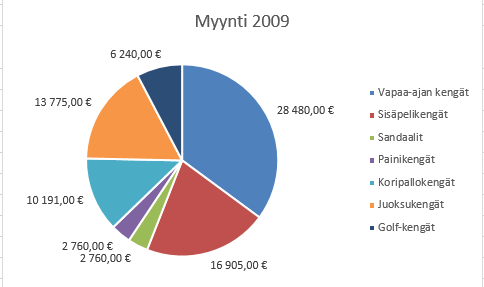 Myynti 2009
6 240,00 €
13 775,00 €
28 480,00 €
10 191,00 €
2 760,00 €
2 760,00 €
16 905,00 €
Vapaa-ajan kengät
Sisäpelikengät
Sandaalit
Painikengät
Koripallokengät
Juoksukengät
Golf-kengät